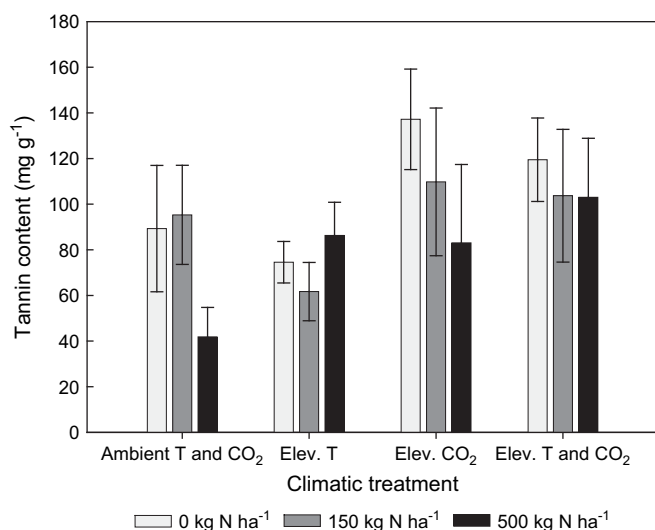 180
160
140
120
100
80
60
40
20
0
Tannin content (mg g⁻¹)
Ambient T and CO₂ Elev. T Elev. CO₂ Elev. T and CO₂
Climatic treatment
0 kg N ha⁻¹ 150 kg N ha⁻¹ 500 kg N ha⁻¹